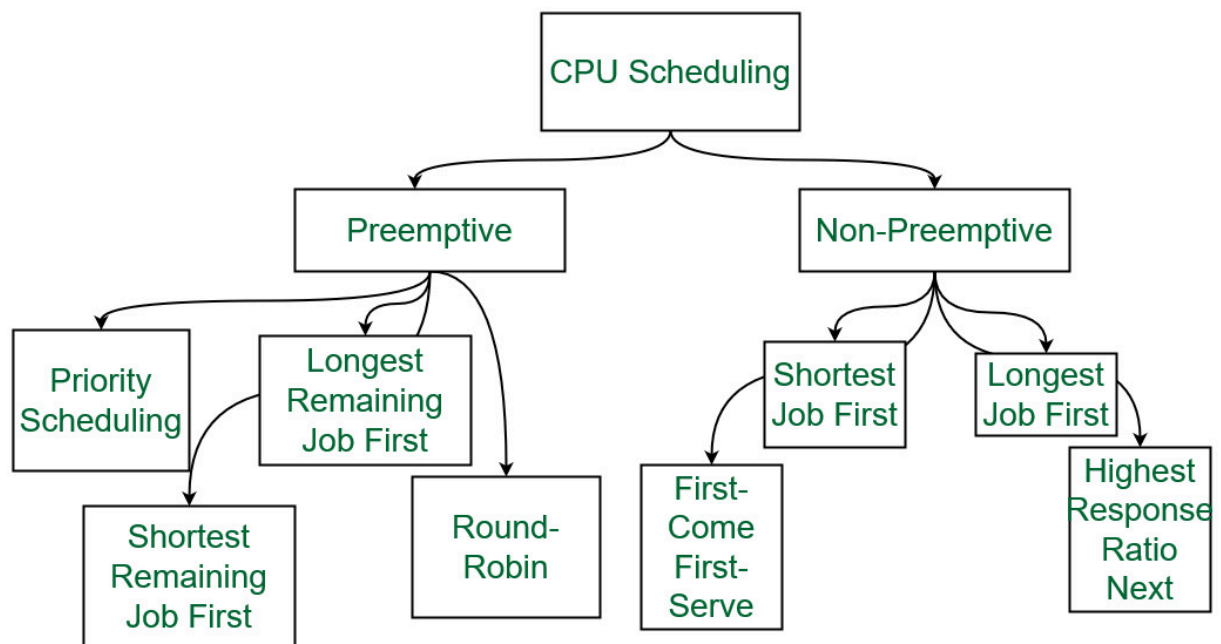 CPU Scheduling
Preemptive
Non-Preemptive
Priority
Scheduling
Longest
Remaining
Job First
Shortest
Remaining
Job First
Round-
Robin
Shortest
Job First
Longest
Job First
First-
Come
First-
Serve
Highest
Response
Ratio
Next